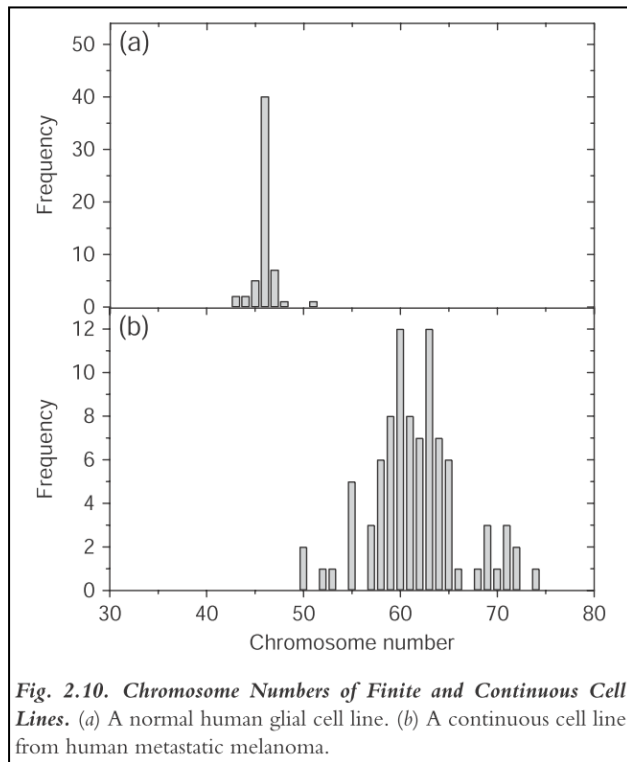 (a)
50
40
30
20
10
0
Frequency
(b)
12
10
8
6
4
2
0
Frequency
30 40 50 60 70 80
Chromosome number
Fig. 2.10. Chromosome Numbers of Finite and Continuous Cell
Lines. (a) A normal human glial cell line. (b) A continuous cell line
from human metastatic melanoma.